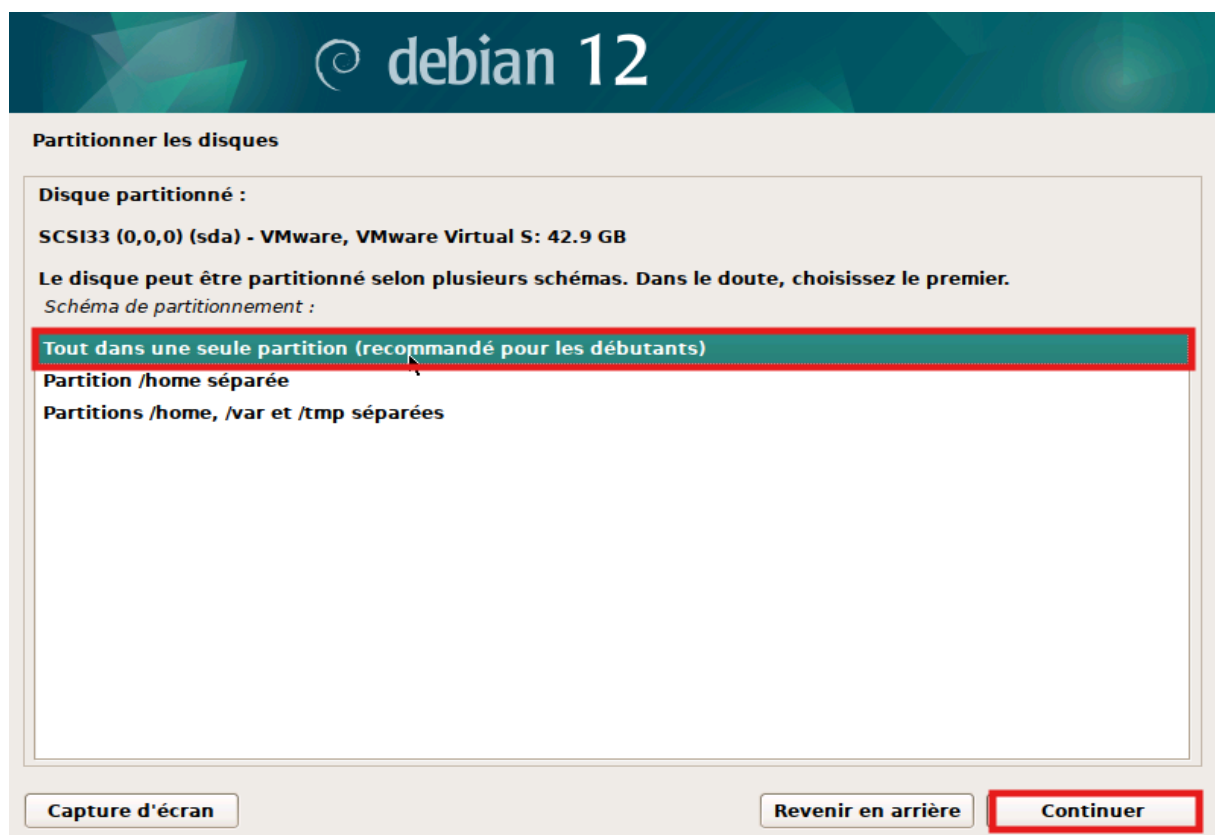 debian 12
Partitionner les disques
Disque partitionné :
SCSI33 (0,0,0) (sda) - VMware, VMware Virtual S: 42.9 GB
Le disque peut être partitionné selon plusieurs schémas. Dans le doute, choisissez le premier.
Schéma de partitionnement :
Tout dans une seule partition (recommandé pour les débutants)
Partition /home séparée
Partitions /home, /var et /tmp séparées
Capture d'écran
Revenir en arrière
Continuer